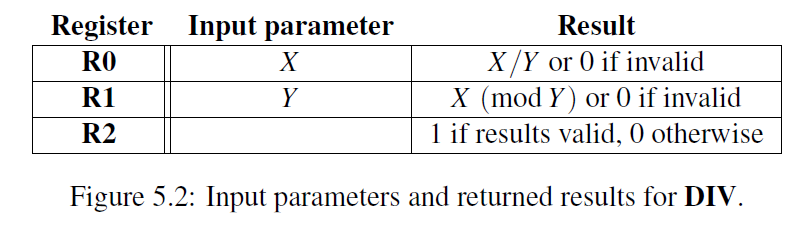 Register Input parameter Result
R0 X X/Y or 0 if invalid
R1 Y X (mod Y) or 0 if invalid
R2 1 if results valid, 0 otherwise
Figure 5.2: Input parameters and returned results for DIV.